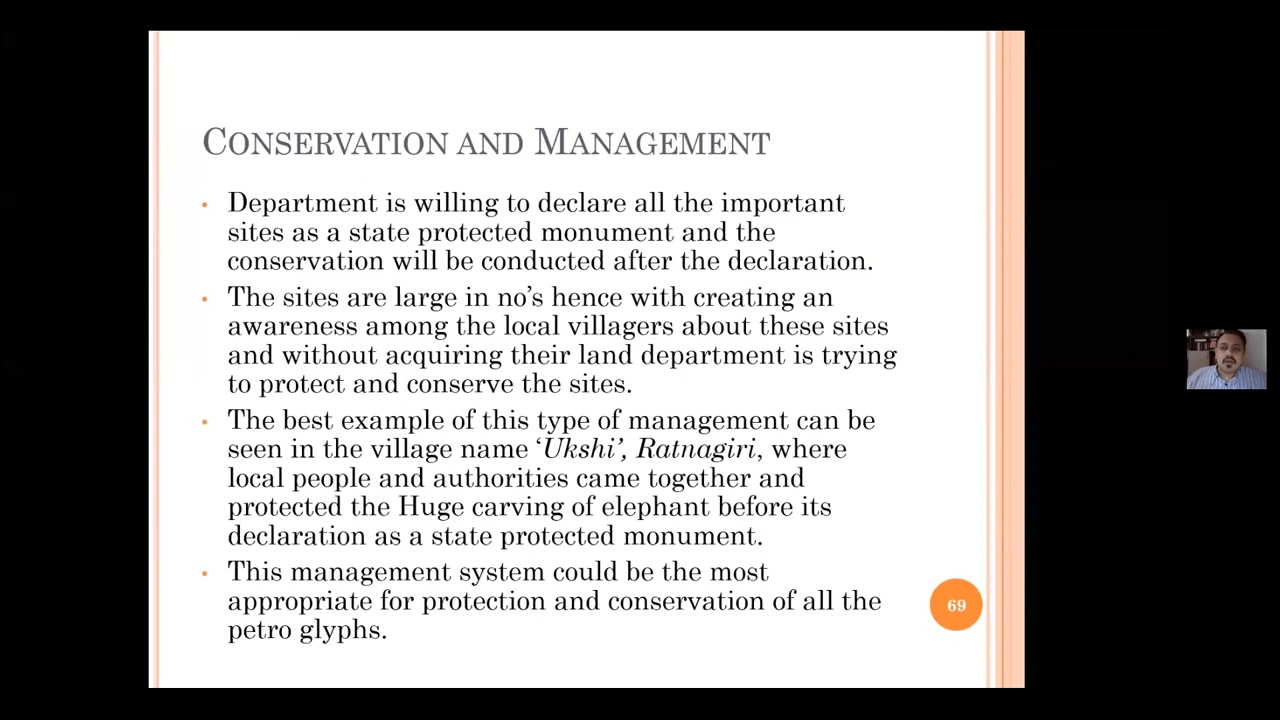 CONSERVATION AND MANAGEMENT
• Department is willing to declare all the important
sites as a state protected monument and the
conservation will be conducted after the declaration.
• The sites are large in no's hence with creating an
awareness among the local villagers about these sites
and without acquiring their land department is trying
to protect and conserve the sites.
• The best example of this type of management can be
seen in the village name ‘Ukshi’, Ratnagiri, where
local people and authorities came together and
protected the Huge carving of elephant before its
declaration as a state protected monument.
• This management system could be the most
appropriate for protection and conservation of all the
petro glyphs.
69